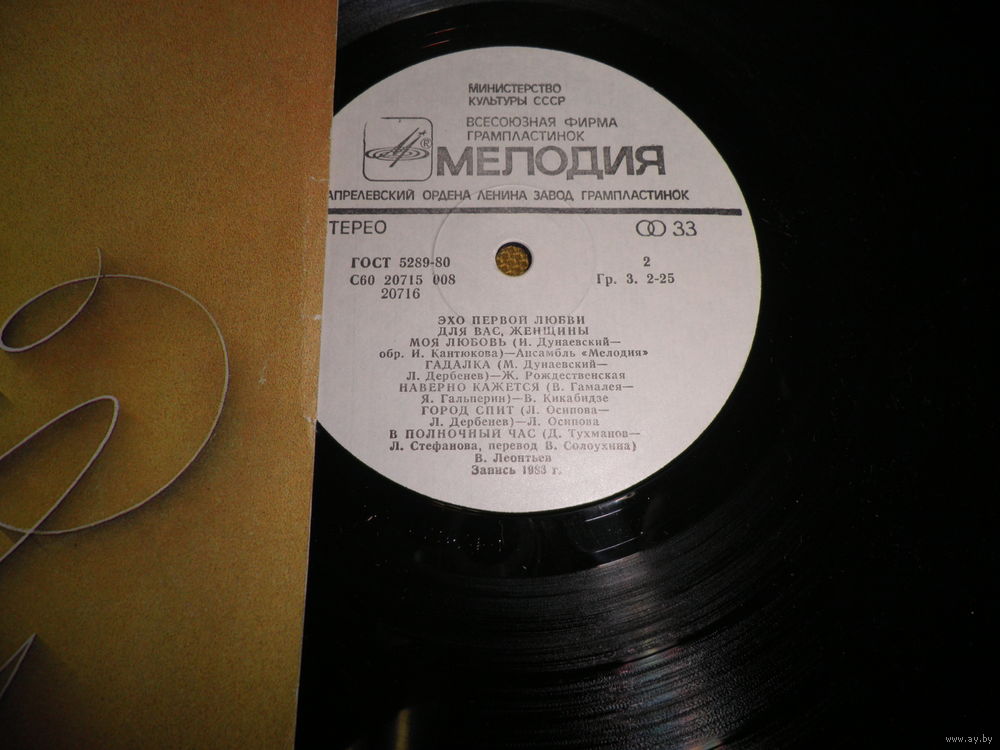 МИНИСТЕРСТВО
КУЛЬТУРЫ СССР
ВСЕСОЮЗНАЯ ФИРМА
ГРАМПЛАСТИНОК
®
МЕЛОДИЯ
АПРЕЛЕВСКИЙ ОРДЕНА ЛЕНИНА ЗАВОД ГРАМПЛАСТИНОК
ТЕРЕО 33
ГОСТ 5289-80 2
С60 20715 008 Гр. 3. 2-25
20716
ЭХО ПЕРВОЙ ЛЮБВИ
ДЛЯ ВАС, ЖЕНЩИНЫ
МОЯ ЛЮБОВЬ (И. Дунаевский—
обр. И. Кантюкова)—Ансамбль «Мелодия»
ГАДАЛКА (М. Дунаевский—
Л. Дербенев)—Ж. Рождественская
НАВЕРНО КАЖЕТСЯ (В. Гамалея—
Я. Гальперин)—В. Кикабидзе
ГОРОД СПИТ (Л. Осипова—
Л. Дербенев)—Л. Осипова
В ПОЛНОЧНЫЙ ЧАС (Д. Тухманов—
Л. Стефанова, перевод В. Солоухина)
В. Леонтьев
Запись 1983 г.
www.ay.by